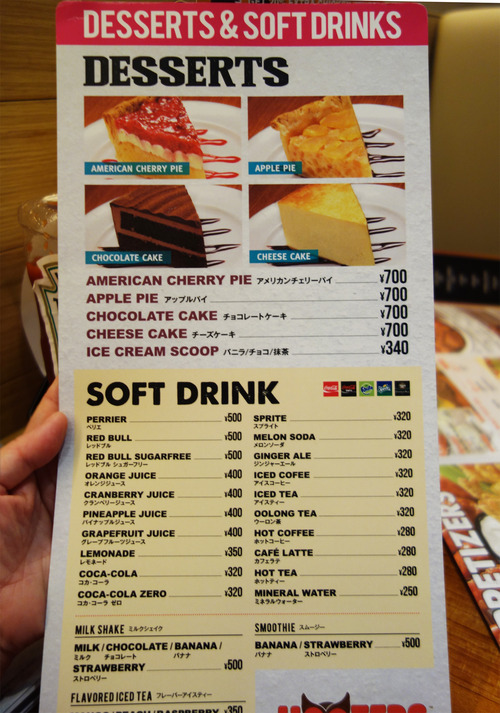 DESSERTS & SOFT DRINKS
DESSERTS
AMERICAN CHERRY PIE
APPLE PIE
CHOCOLATE CAKE
CHEESE CAKE
AMERICAN CHERRY PIE アメリカンチェリーパイ ¥700
APPLE PIE アップルパイ ¥700
CHOCOLATE CAKE チョコレートケーキ ¥700
CHEESE CAKE チーズケーキ ¥700
ICE CREAM SCOOP バニラ/チョコ/抹茶 ¥340
SOFT DRINK
PERRIER ¥500
ペリエ
RED BULL ¥500
レッドブル
RED BULL SUGARFREE ¥500
レッドブル シュガーフリー
ORANGE JUICE ¥400
オレンジジュース
CRANBERRY JUICE ¥400
クランベリージュース
PINEAPPLE JUICE ¥400
パイナップルジュース
GRAPEFRUIT JUICE ¥400
グレープフルーツジュース
LEMONADE ¥350
レモネード
COCA-COLA ¥320
コカ・コーラ
COCA-COLA ZERO ¥320
コカ・コーラ ゼロ
SPRITE ¥320
スプライト
MELON SODA ¥320
メロンソーダ
GINGER ALE ¥320
ジンジャーエール
ICED COFEE ¥320
アイスコーヒー
ICED TEA ¥320
アイスティー
OOLONG TEA ¥320
ウーロン茶
HOT COFFEE ¥280
ホットコーヒー
CAFÉ LATTE ¥280
カフェラテ
HOT TEA ¥280
ホットティー
MINERAL WATER ¥250
ミネラルウォーター
MILK SHAKE ミルクシェイク
MILK / CHOCOLATE / BANANA /
ミルク チョコレート バナナ
STRAWBERRY ¥500
ストロベリー
SMOOTHIE スムージー
BANANA / STRAWBERRY ¥500
バナナ ストロベリー
FLAVORED ICED TEA フレーバーアイスティー
¥350
HOOTERS
PETIZERS